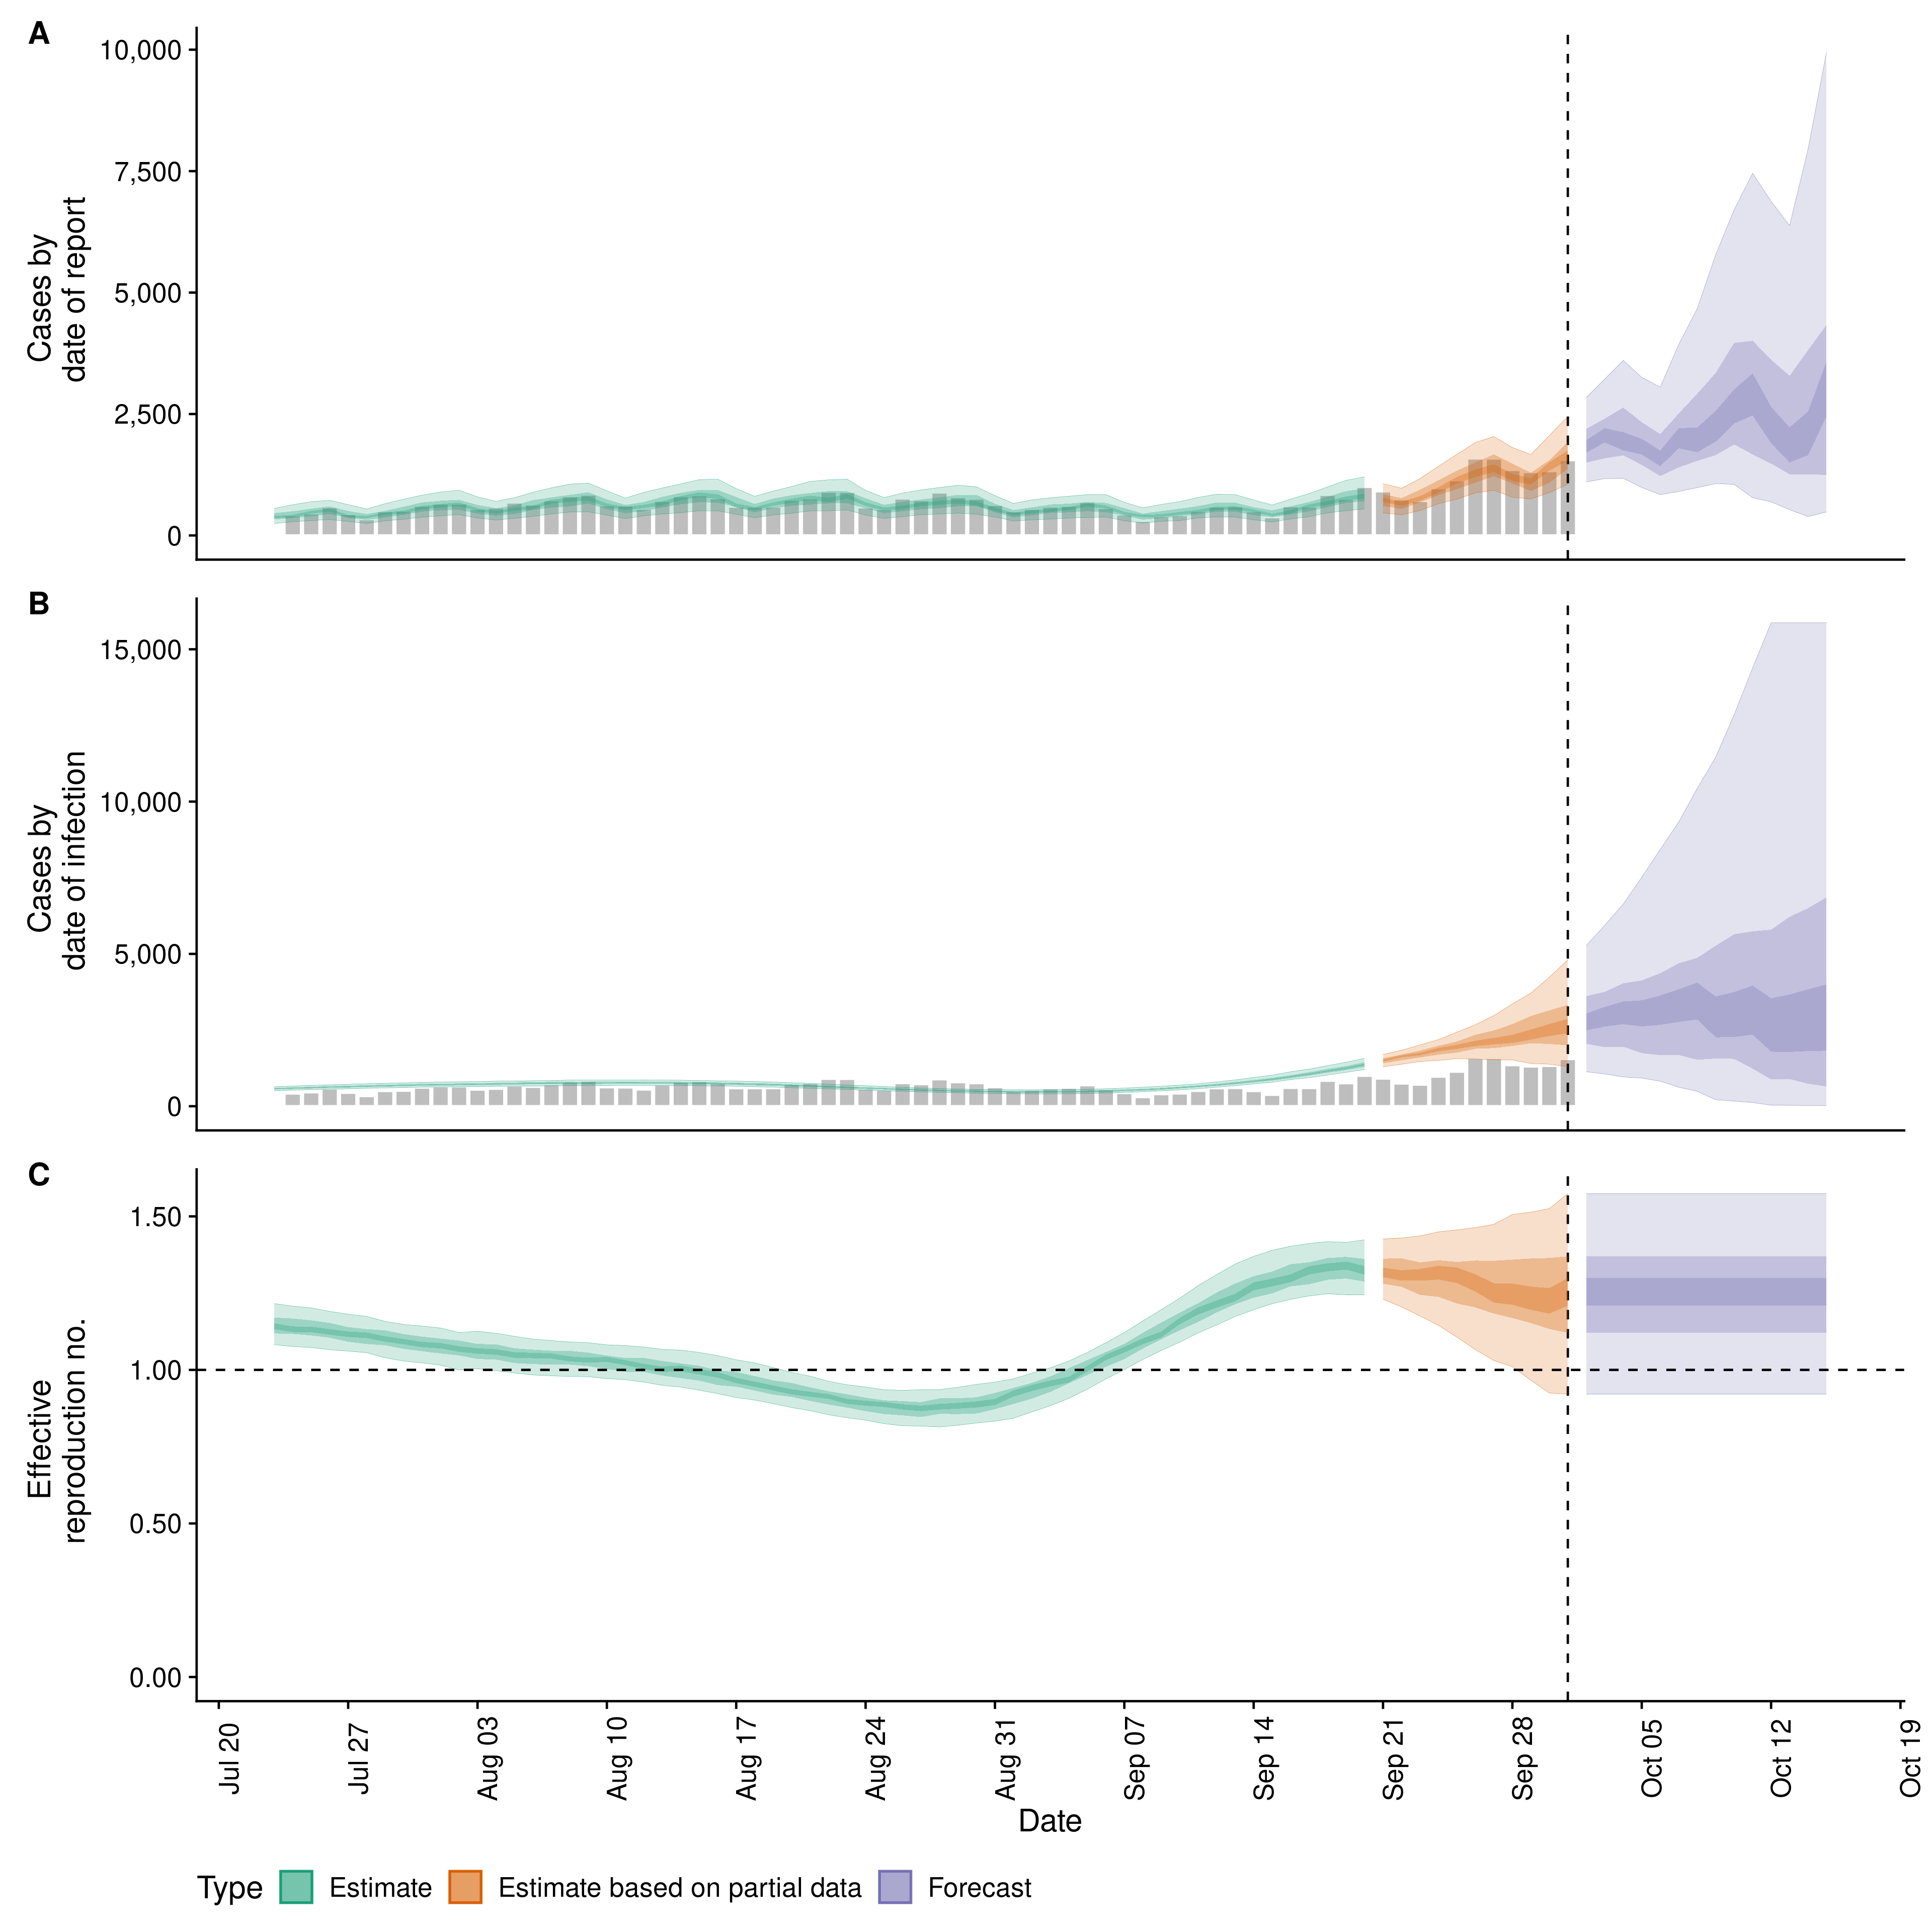 A
Cases by
date of report
10,000
7,500
5,000
2,500
0
B
Cases by
date of infection
15,000
10,000
5,000
0
C
Effective
reproduction no.
1.50
1.00
0.50
0.00
Jul 20
Jul 27
Aug 03
Aug 10
Aug 17
Aug 24
Aug 31
Sep 07
Sep 14
Sep 21
Sep 28
Oct 05
Oct 12
Oct 19
Date
Type Estimate Estimate based on partial data Forecast